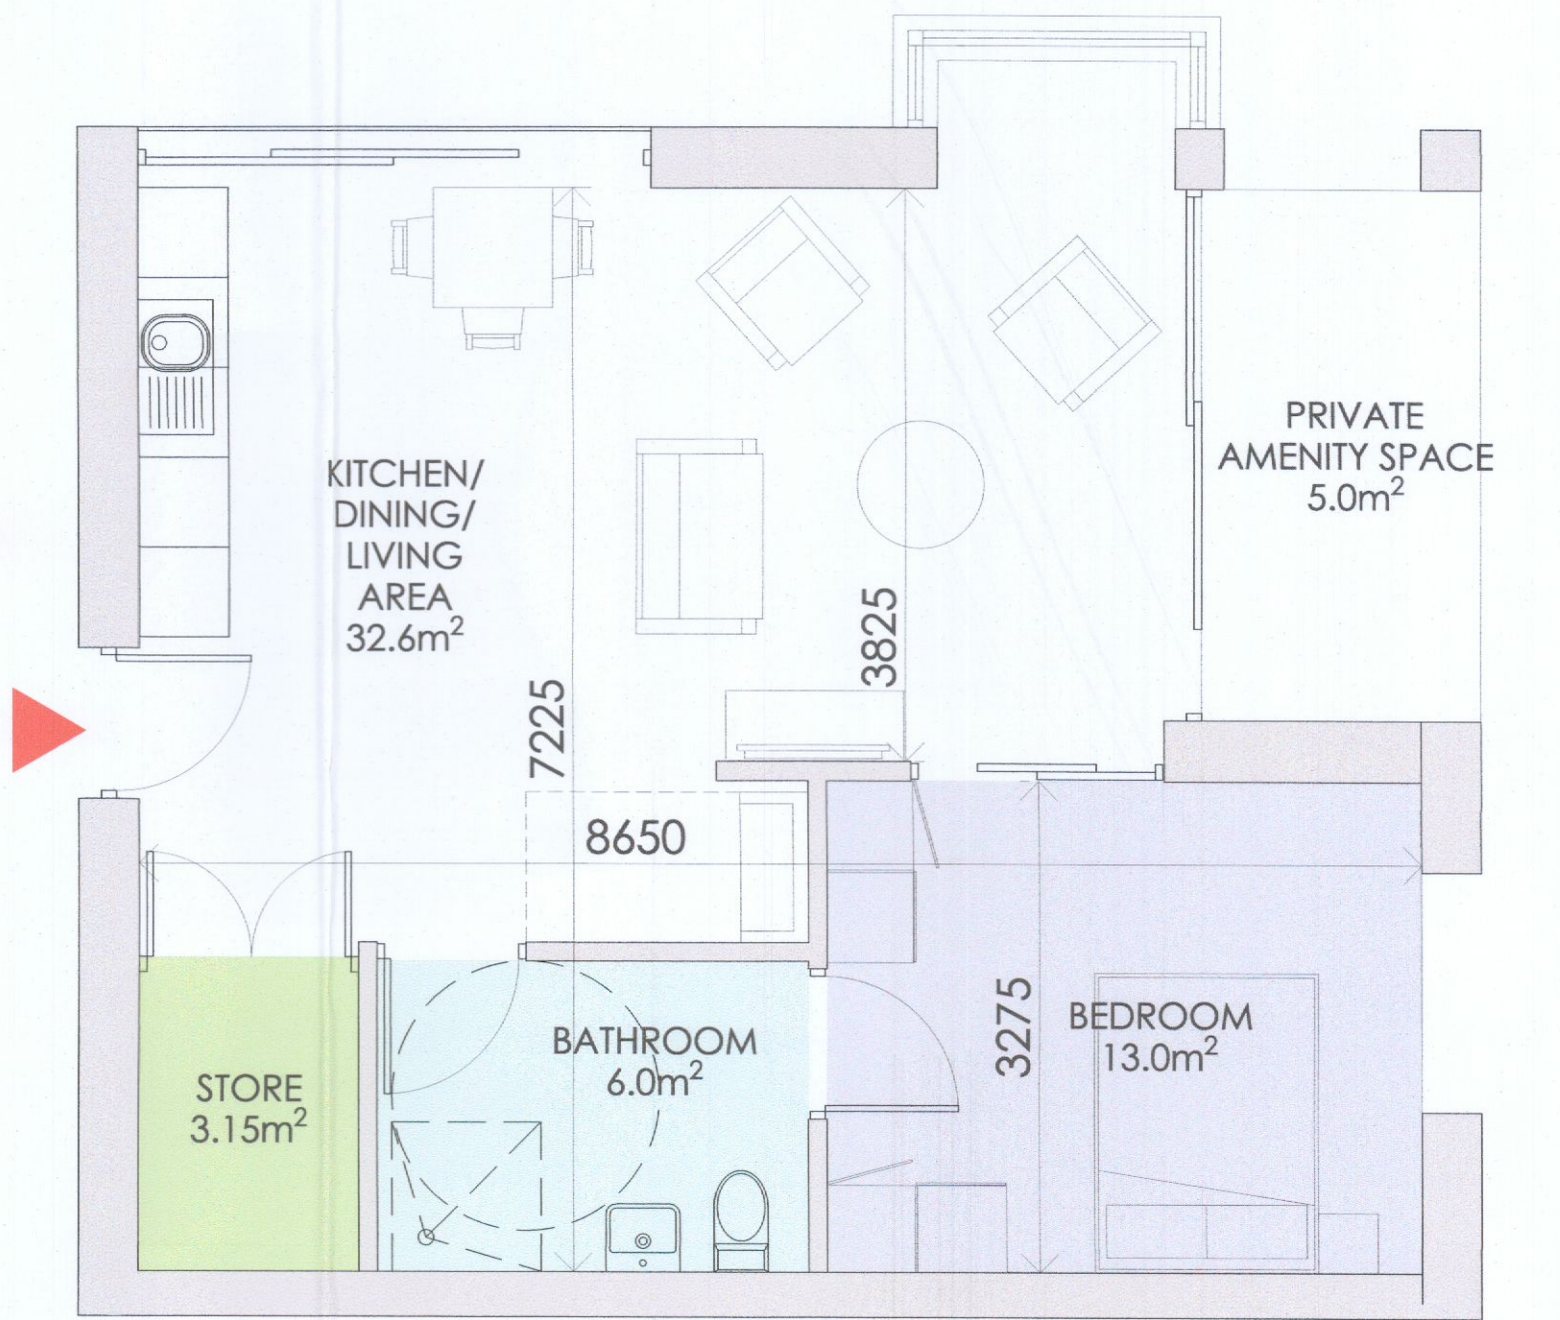 PRIVATE
AMENITY SPACE
5.0m²
KITCHEN/
DINING/
LIVING
AREA
32.6m²
3825
7225
8650
BATHROOM
6.0m²
3275
BEDROOM
13.0m²
STORE
3.15m²